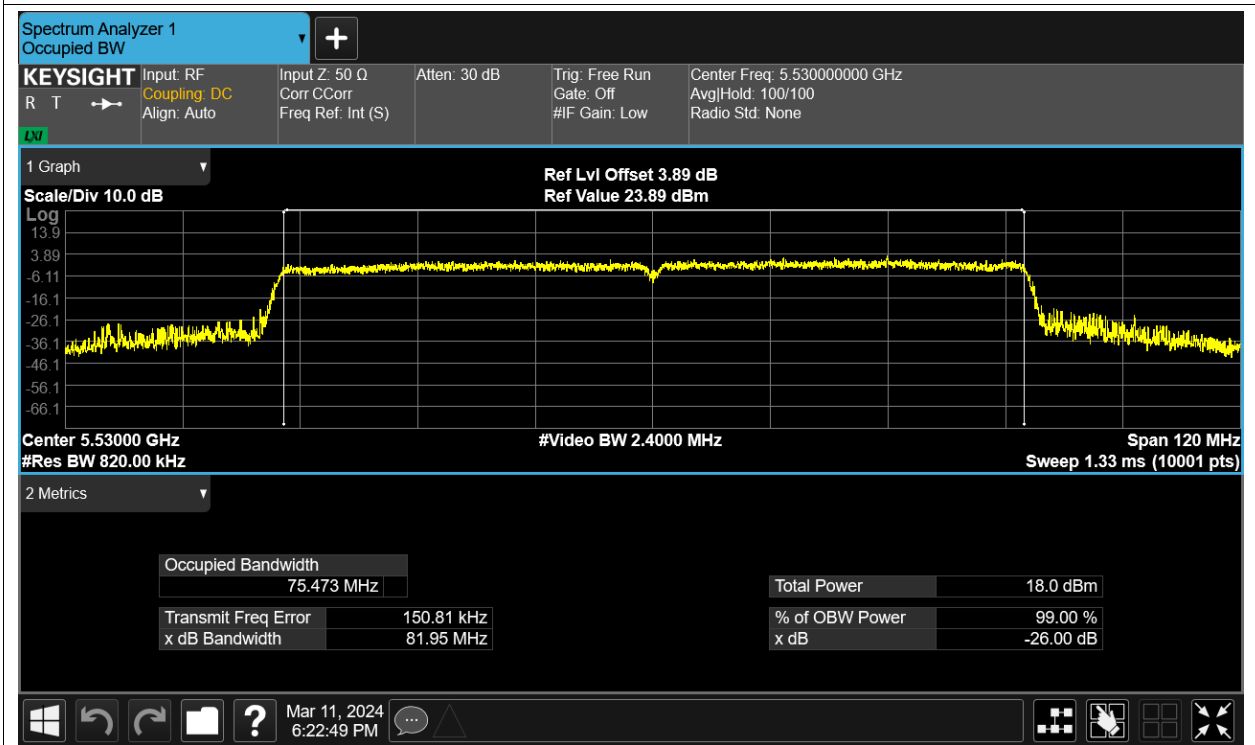 Spectrum Analyzer 1
Occupied BW
KEYSIGHT
R T
LXI
Input: RF
Coupling: DC
Align: Auto
Input Z: 50 Ω
Corr CCorr
Freq Ref: Int (S)
Atten: 30 dB
Trig: Free Run
Gate: Off
#IF Gain: Low
Center Freq: 5.530000000 GHz
Avg|Hold: 100/100
Radio Std: None
1 Graph
Scale/Div 10.0 dB
Ref Lvl Offset 3.89 dB
Ref Value 23.89 dBm
Log
13.9
3.89
-6.11
-16.1
-26.1
-36.1
-46.1
-56.1
-66.1
Center 5.53000 GHz
#Video BW 2.4000 MHz
Span 120 MHz
#Res BW 820.00 kHz
Sweep 1.33 ms (10001 pts)
2 Metrics
Occupied Bandwidth
75.473 MHz
Total Power 18.0 dBm
Transmit Freq Error 150.81 kHz
% of OBW Power 99.00 %
x dB Bandwidth 81.95 MHz
x dB -26.00 dB
?
Mar 11, 2024
6:22:49 PM